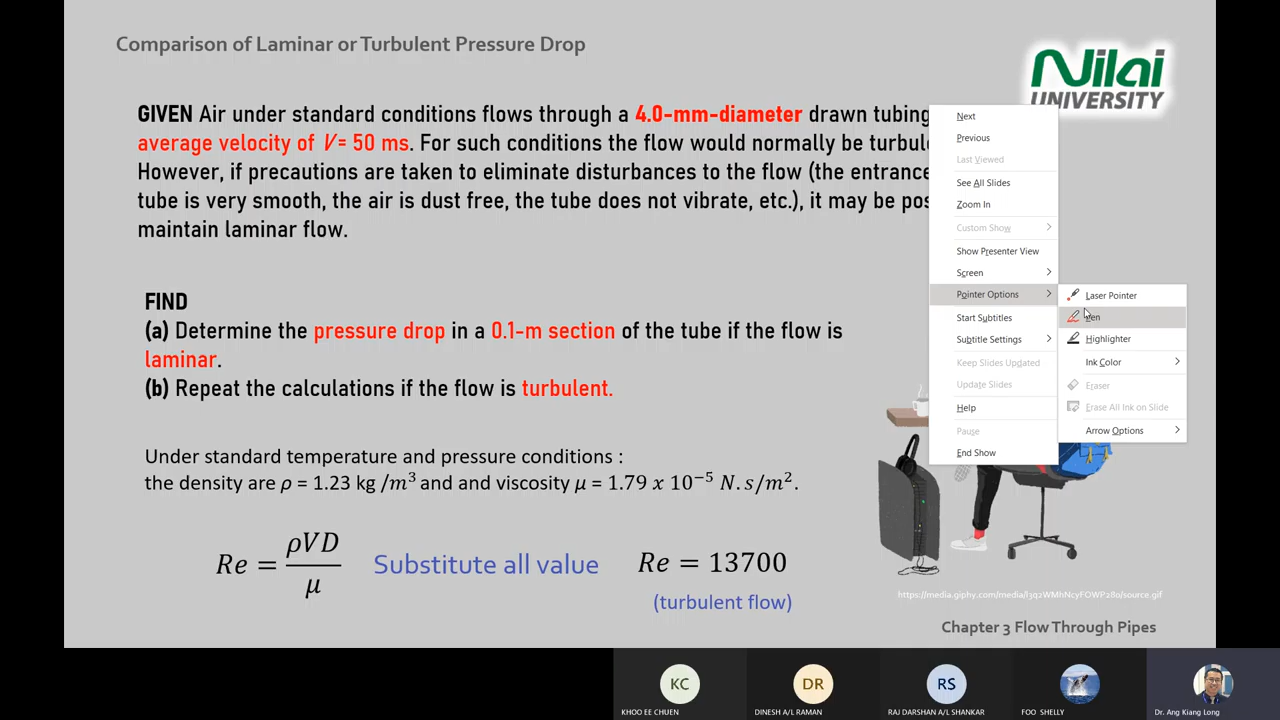 Comparison of Laminar or Turbulent Pressure Drop
Nilai
UNIVERSITY
GIVEN Air under standard conditions flows through a 4.0-mm-diameter drawn tubing
average velocity of V= 50 ms. For such conditions the flow would normally be turbul
However, if precautions are taken to eliminate disturbances to the flow (the entrance
tube is very smooth, the air is dust free, the tube does not vibrate, etc.), it may be pos
maintain laminar flow.
FIND
(a) Determine the pressure drop in a 0.1-m section of the tube if the flow is
laminar.
(b) Repeat the calculations if the flow is turbulent.
Under standard temperature and pressure conditions :
the density are ρ = 1.23 kg /m³ and and viscosity μ = 1.79 x 10⁻⁵ N.s/m².
Re = ρVD/μ
Substitute all value
Re = 13700
(turbulent flow)
Next
Previous
Last Viewed
See All Slides
Zoom In
Custom Show
Show Presenter View
Screen
Pointer Options
Start Subtitles
Subtitle Settings
Keep Slides Updated
Update Slides
Help
Pause
End Show
Laser Pointer
Pen
Highlighter
Ink Color
Eraser
Erase All Ink on Slide
Arrow Options
Chapter 3 Flow Through Pipes
KC
DR
RS
KHOO EE CHUEN
DINESH A/L RAMAN
RAJ DARSHAN A/L SHANKAR
FOO SHELLY
Dr. Ang Kiang Long